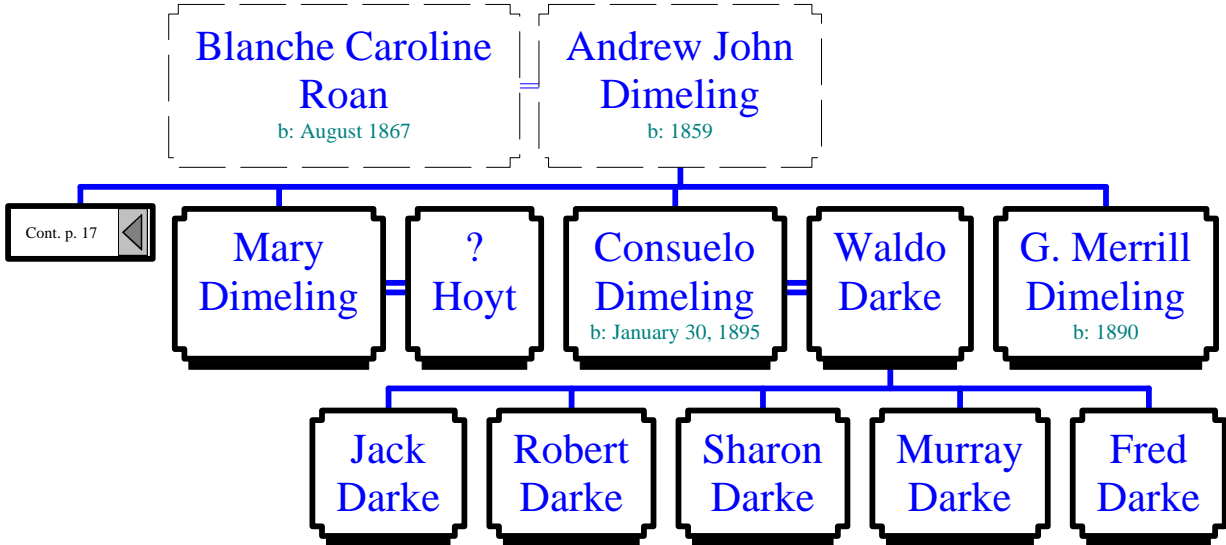 Blanche Caroline
Roan
b: August 1867
Andrew John
Dimeling
b: 1859
Cont. p. 17
Mary
Dimeling
?
Hoyt
Consuelo
Dimeling
b: January 30, 1895
Waldo
Darke
G. Merrill
Dimeling
b: 1890
Jack
Darke
Robert
Darke
Sharon
Darke
Murray
Darke
Fred
Darke